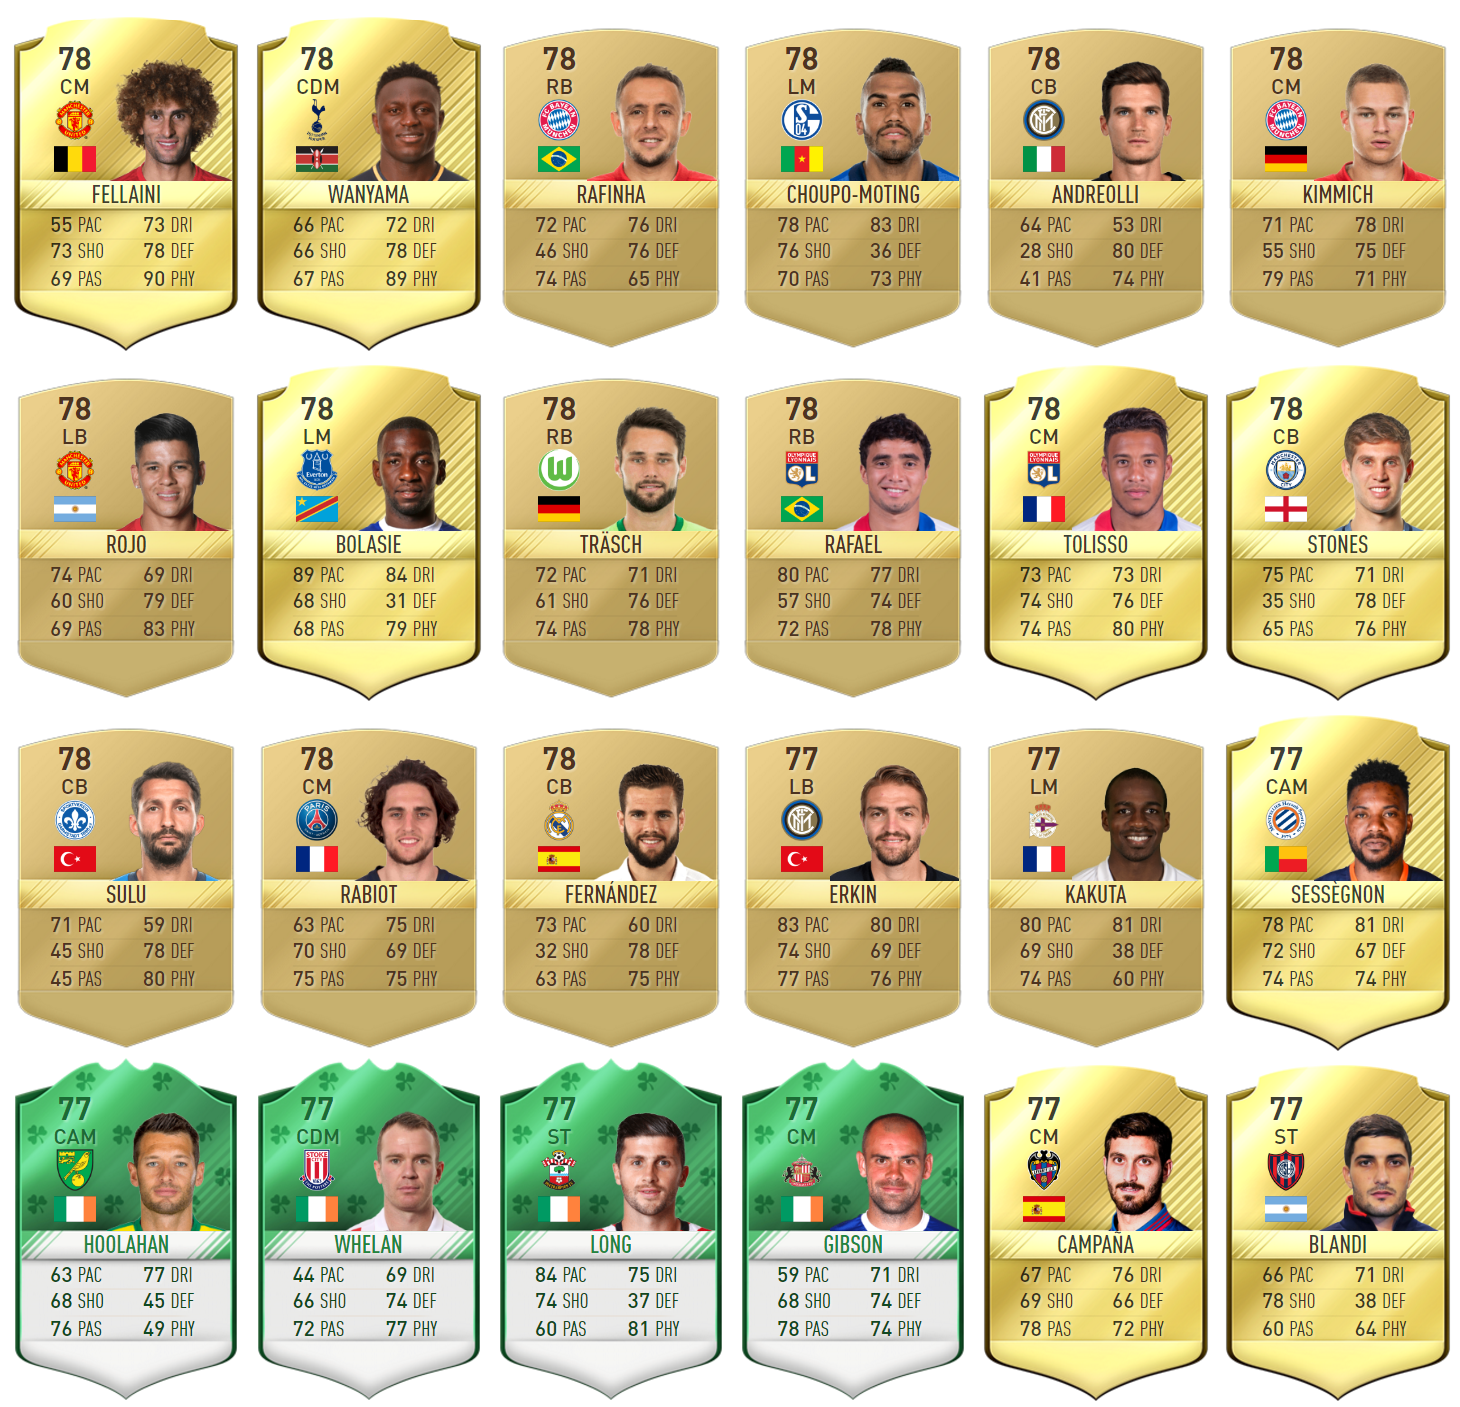 78 78 78 78 78 78
CM CDM RB LM CB CM
FELLAINI WANYAMA RAFINHA CHOUPO-MOTING ANDREOLLI KIMMICH
55 PAC 73 DRI 66 PAC 72 DRI 72 PAC 76 DRI 78 PAC 83 DRI 64 PAC 53 DRI 71 PAC 78 DRI
73 SHO 78 DEF 66 SHO 78 DEF 46 SHO 76 DEF 76 SHO 36 DEF 28 SHO 80 DEF 55 SHO 75 DEF
69 PAS 90 PHY 67 PAS 89 PHY 74 PAS 65 PHY 70 PAS 73 PHY 41 PAS 74 PHY 79 PAS 71 PHY
78 78 78 78 78 78
LB LM RB RB CM CB
ROJO BOLASIE TRÄSCH RAFAEL TOLISSO STONES
74 PAC 69 DRI 89 PAC 84 DRI 72 PAC 71 DRI 80 PAC 77 DRI 73 PAC 73 DRI 75 PAC 71 DRI
60 SHO 79 DEF 68 SHO 31 DEF 61 SHO 76 DEF 57 SHO 74 DEF 74 SHO 76 DEF 35 SHO 78 DEF
69 PAS 83 PHY 68 PAS 79 PHY 74 PAS 78 PHY 72 PAS 78 PHY 74 PAS 80 PHY 65 PAS 76 PHY
78 78 78 77 77 77
CB CM CB LB LM CAM
SULU RABIOT FERNÁNDEZ ERKIN KAKUTA SESSÈGNON
71 PAC 59 DRI 63 PAC 75 DRI 73 PAC 60 DRI 83 PAC 80 DRI 80 PAC 81 DRI 78 PAC 81 DRI
45 SHO 78 DEF 70 SHO 69 DEF 32 SHO 78 DEF 74 SHO 69 DEF 69 SHO 38 DEF 72 SHO 67 DEF
45 PAS 80 PHY 75 PAS 75 PHY 63 PAS 75 PHY 77 PAS 76 PHY 74 PAS 60 PHY 74 PAS 74 PHY
77 77 77 77 77 77
CAM CDM ST CM CM ST
HOOLAHAN WHELAN LONG GIBSON CAMPAÑA BLANDI
63 PAC 77 DRI 44 PAC 69 DRI 84 PAC 75 DRI 59 PAC 71 DRI 67 PAC 76 DRI 66 PAC 71 DRI
68 SHO 45 DEF 66 SHO 74 DEF 74 SHO 37 DEF 68 SHO 74 DEF 69 SHO 66 DEF 78 SHO 38 DEF
76 PAS 49 PHY 72 PAS 77 PHY 60 PAS 81 PHY 78 PAS 74 PHY 78 PAS 72 PHY 60 PAS 64 PHY